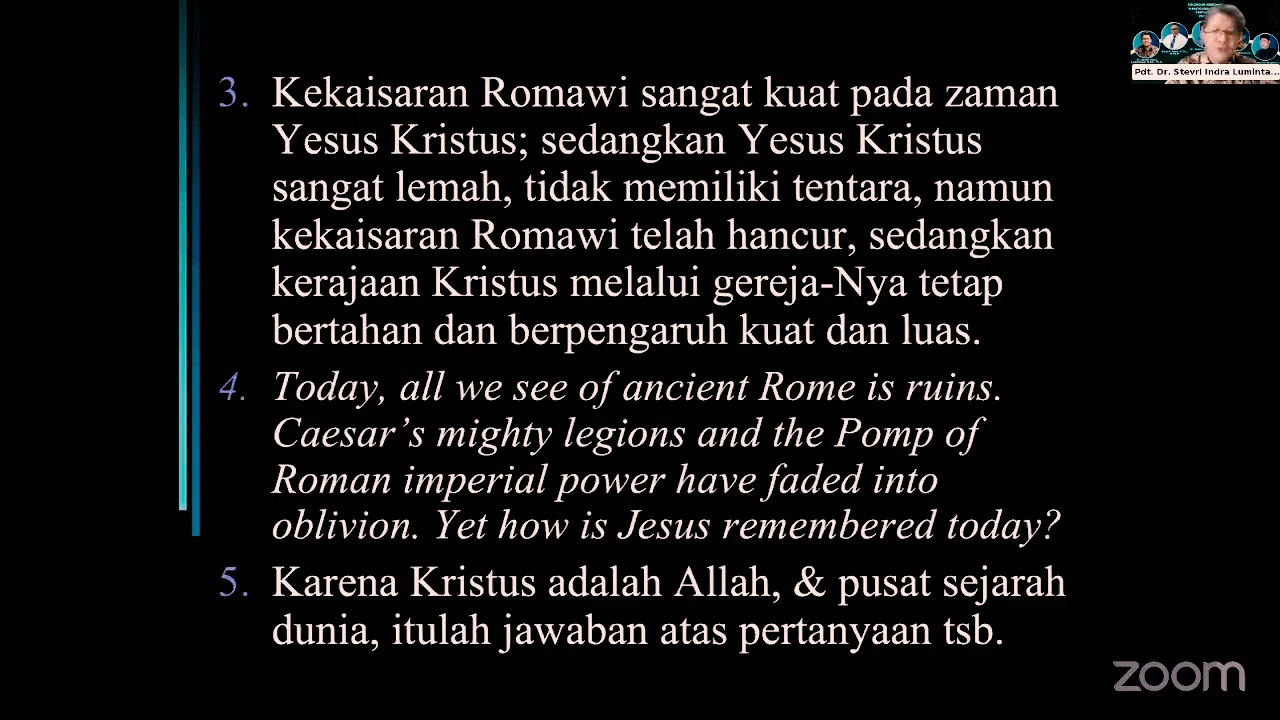 3. Kekaisaran Romawi sangat kuat pada zaman
Yesus Kristus; sedangkan Yesus Kristus
sangat lemah, tidak memiliki tentara, namun
kekaisaran Romawi telah hancur, sedangkan
kerajaan Kristus melalui gereja-Nya tetap
bertahan dan berpengaruh kuat dan luas.
4. Today, all we see of ancient Rome is ruins.
Caesar’s mighty legions and the Pomp of
Roman imperial power have faded into
oblivion. Yet how is Jesus remembered today?
5. Karena Kristus adalah Allah, & pusat sejarah
dunia, itulah jawaban atas pertanyaan tsb.
Pdt. Dr. Stevri Indra Luminta...
zoom